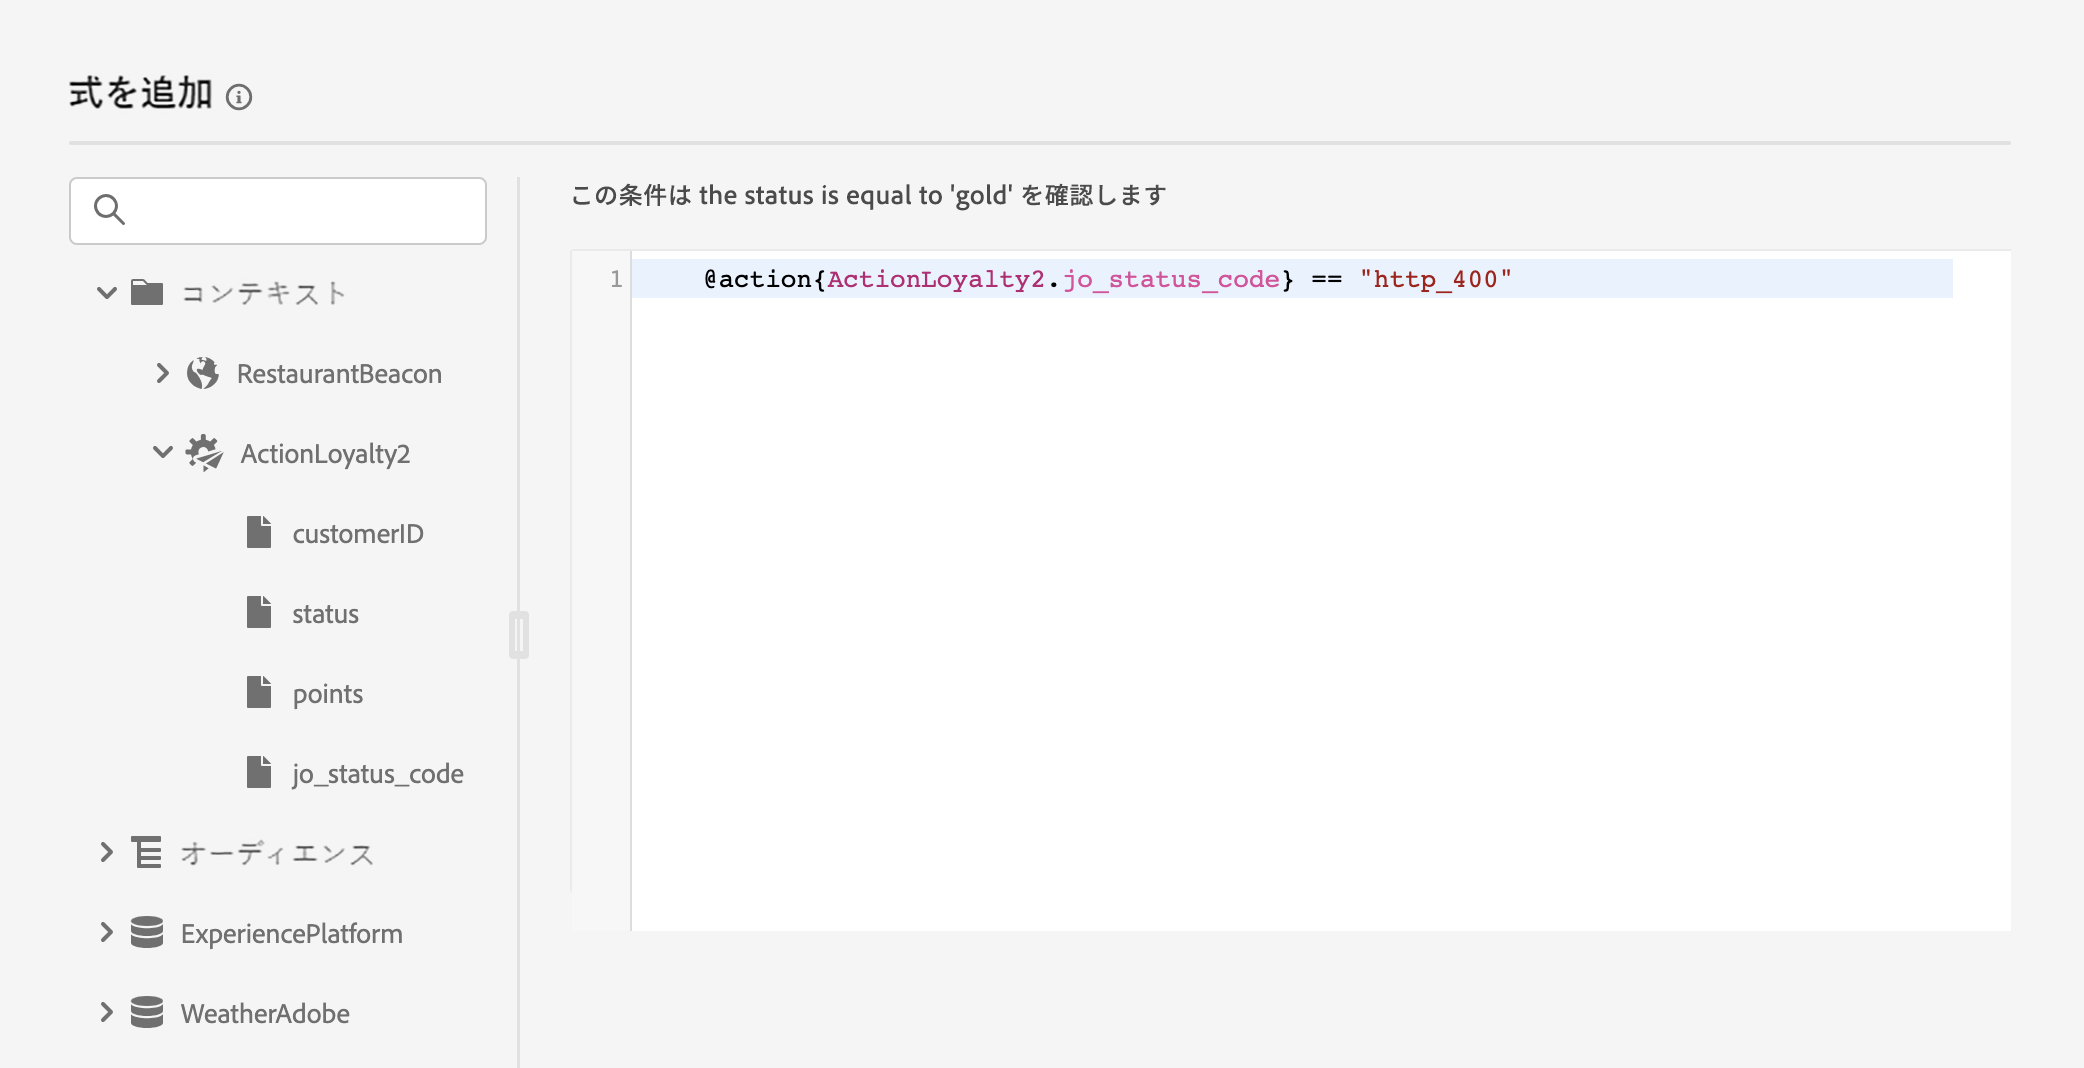 式を追加
コンテキスト
RestaurantBeacon
ActionLoyalty2
customerID
status
points
jo_status_code
オーディエンス
ExperiencePlatform
WeatherAdobe
この条件は the status is equal to 'gold' を確認します
1 @action{ActionLoyalty2.jo_status_code} == "http_400"